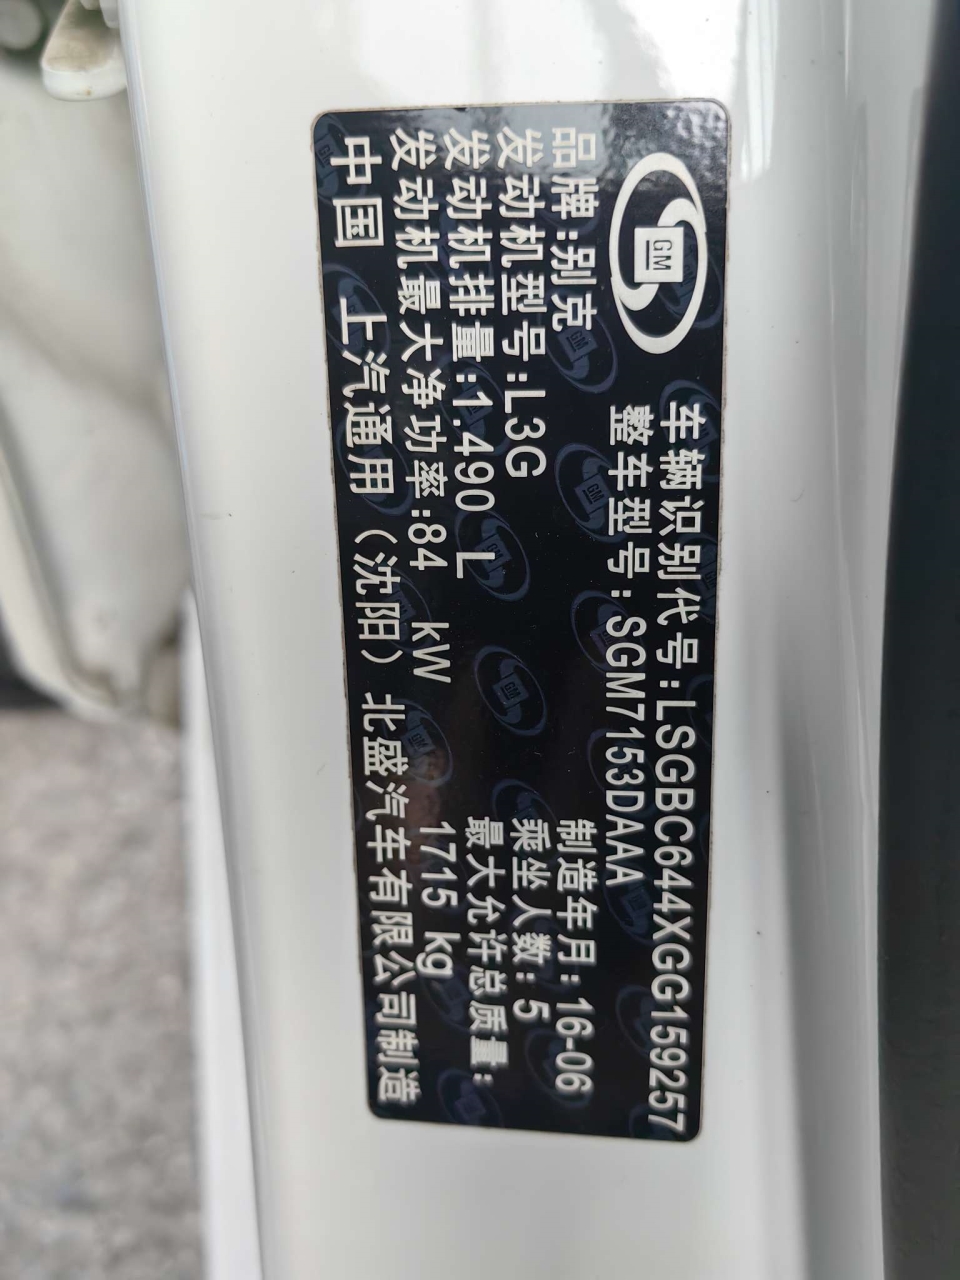 GM
车辆识别代号:LSGBC644XGG159257
整车型号:SGM7153DAAA
品牌:别克
制造年月:16-06
发动机型号:L3G
乘坐人数:5
发动机排量:1.490 L
最大允许总质量:
发动机最大净功率:84 kW
1715 kg
中国 上汽通用（沈阳）北盛汽车有限公司制造